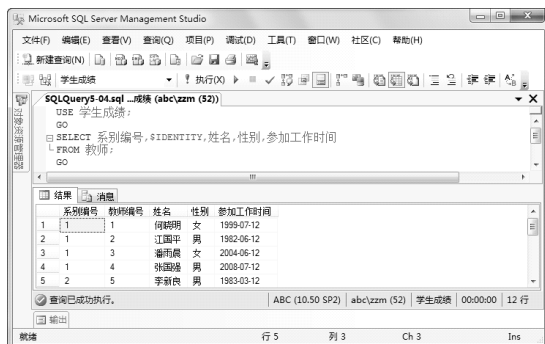 Microsoft SQL Server Management Studio
文件(F) 编辑(E) 查看(V) 查询(Q) 项目(P) 调试(D) 工具(T) 窗口(W) 社区(C) 帮助(H)
新建查询(N)
学生成绩 执行(X)
SQLQuery5-04.sql ...成绩 (abc\zzm (52))
USE 学生成绩;
GO
SELECT 系别编号,$IDENTITY,姓名,性别,参加工作时间
FROM 教师;
GO
结果 消息
系别编号 教师编号 姓名 性别 参加工作时间
1 1 1 何晓明 女 1999-07-12
2 1 2 江国平 男 1982-06-12
3 1 3 潘雨晨 女 2004-06-12
4 1 4 张国强 男 2008-07-12
5 2 5 李新良 男 1983-03-12
查询已成功执行。 ABC (10.50 SP2) abc\zzm (52) 学生成绩 00:00:00 12 行
输出
就绪 行 5 列 3 Ch 3 Ins